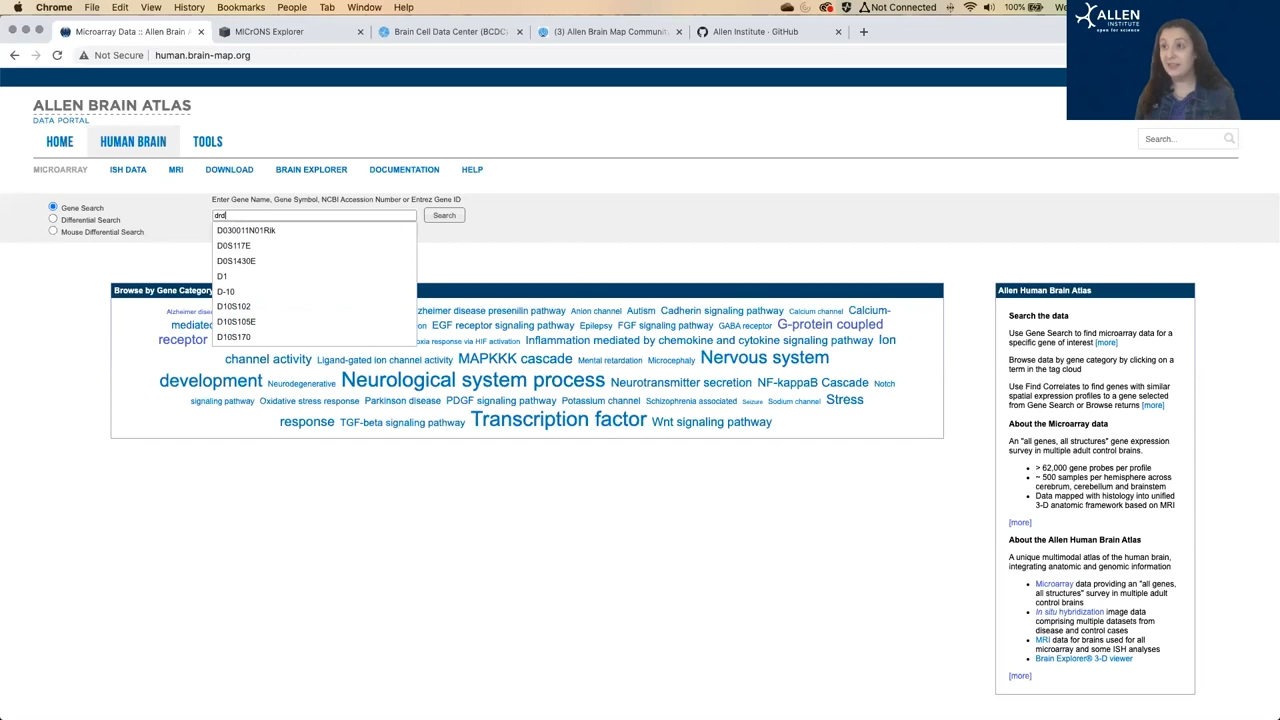 Chrome File Edit View History Bookmarks Profiles Tab Window Help
Not Connected 100%
Microarray Data :: Allen Brain A
MICrONS Explorer
Brain Cell Data Center (BCDC)
(3) Allen Brain Map Communit
Allen Institute · GitHub
Not Secure human.brain-map.org
ALLEN
INSTITUTE
open for science
ALLEN BRAIN ATLAS
DATA PORTAL
HOME HUMAN BRAIN TOOLS
Search...
MICROARRAY ISH DATA MRI DOWNLOAD BRAIN EXPLORER DOCUMENTATION HELP
Enter Gene Name, Gene Symbol, NCBI Accession Number or Entrez Gene ID
Gene Search
Differential Search
Mouse Differential Search
drd
Search
D030011N01Rik
D0S117E
D0S1430E
D1
D-10
D10S102
D10S105E
D10S170
Browse by Gene Category
Alzheimer disea
zheimer disease presenilin pathway Anion channel Autism Cadherin signaling pathway Calcium channel Calcium-
mediated
on EGF receptor signaling pathway Epilepsy FGF signaling pathway GABA receptor G-protein coupled
receptor
oxia response via HIF activation Inflammation mediated by chemokine and cytokine signaling pathway Ion
channel activity Ligand-gated ion channel activity MAPKKK cascade Mental retardation Microcephaly Nervous system
development Neurodegenerative Neurological system process Neurotransmitter secretion NF-kappaB Cascade Notch
signaling pathway Oxidative stress response Parkinson disease PDGF signaling pathway Potassium channel Schizophrenia associated Seizure Sodium channel Stress
response TGF-beta signaling pathway Transcription factor Wnt signaling pathway
Allen Human Brain Atlas
Search the data
Use Gene Search to find microarray data for a
specific gene of interest [more]
Browse data by gene category by clicking on a
term in the tag cloud
Use Find Correlates to find genes with similar
spatial expression profiles to a gene selected
from Gene Search or Browse returns [more]
About the Microarray data
An "all genes, all structures" gene expression
survey in multiple adult control brains.
> 62,000 gene probes per profile
~ 500 samples per hemisphere across
cerebrum, cerebellum and brainstem
Data mapped with histology into unified
3-D anatomic framework based on MRI
[more]
About the Allen Human Brain Atlas
A unique multimodal atlas of the human brain,
integrating anatomic and genomic information
Microarray data providing an "all genes,
all structures" survey in multiple adult
control brains
In situ hybridization image data
comprising multiple datasets from
disease and control cases
MRI data for brains used for all
microarray and some ISH analyses
Brain Explorer® 3-D viewer
[more]